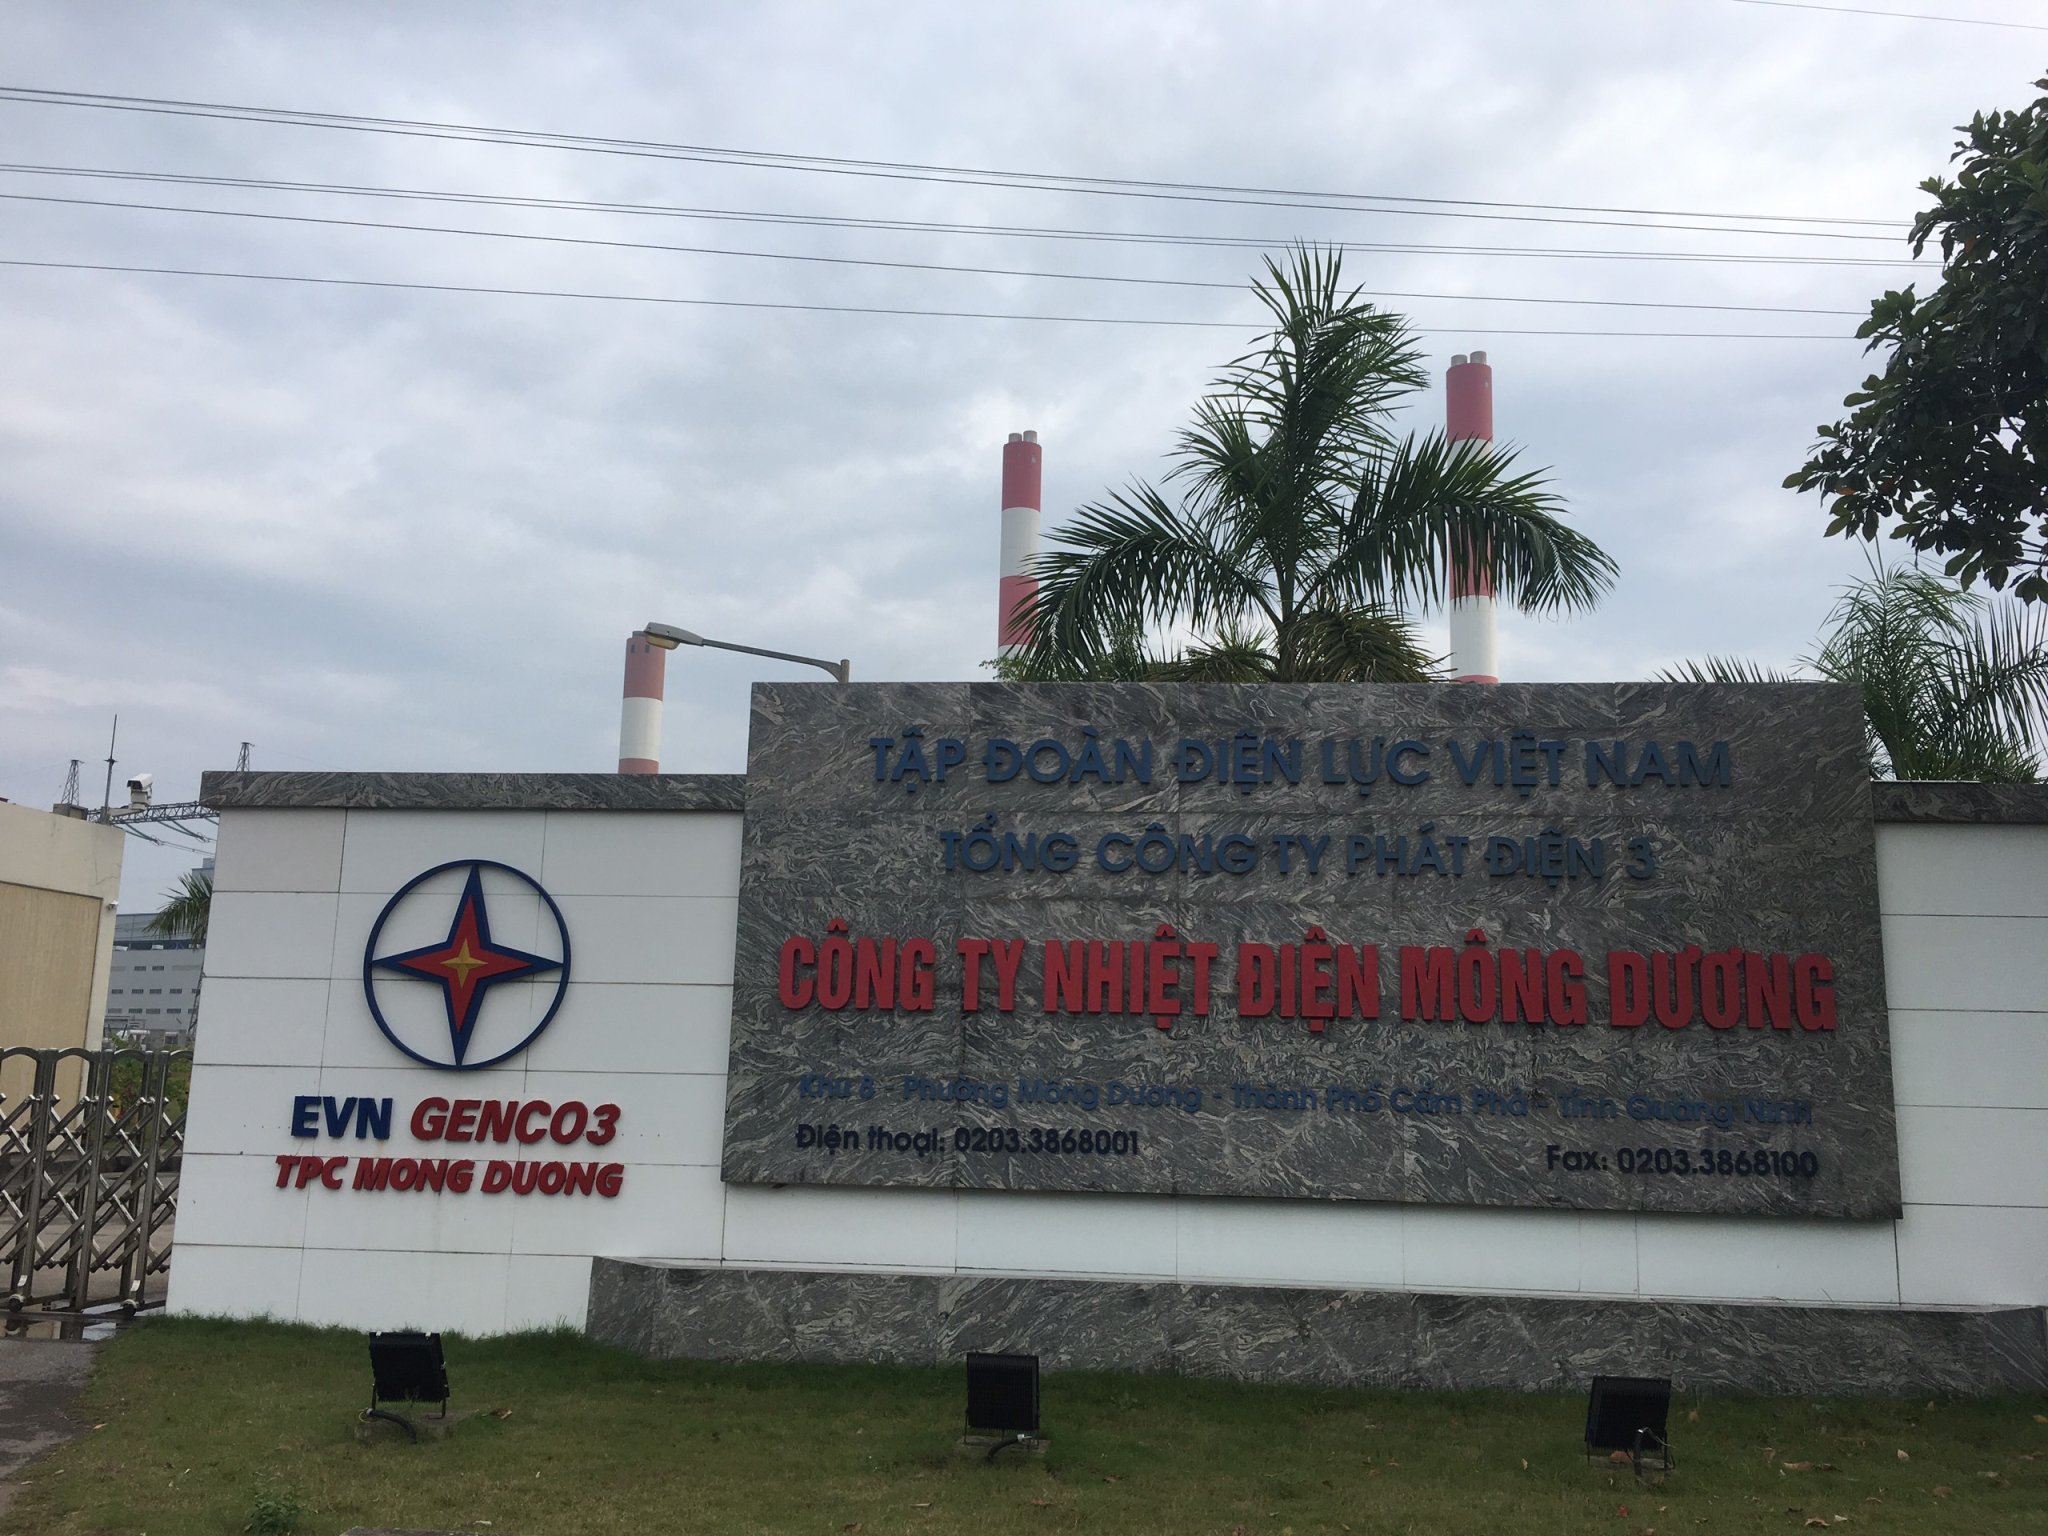 TẬP ĐOÀN ĐIỆN LỰC VIỆT NAM
TỔNG CÔNG TY PHÁT ĐIỆN 3
CÔNG TY NHIỆT ĐIỆN MÔNG DƯƠNG
Khu 8 - Phường Mông Dương - Thành Phố Cẩm Phả - Tỉnh Quảng Ninh
Điện thoại: 0203.3868001
Fax: 0203.3868100
EVN GENCO3
TPC MONG DUONG